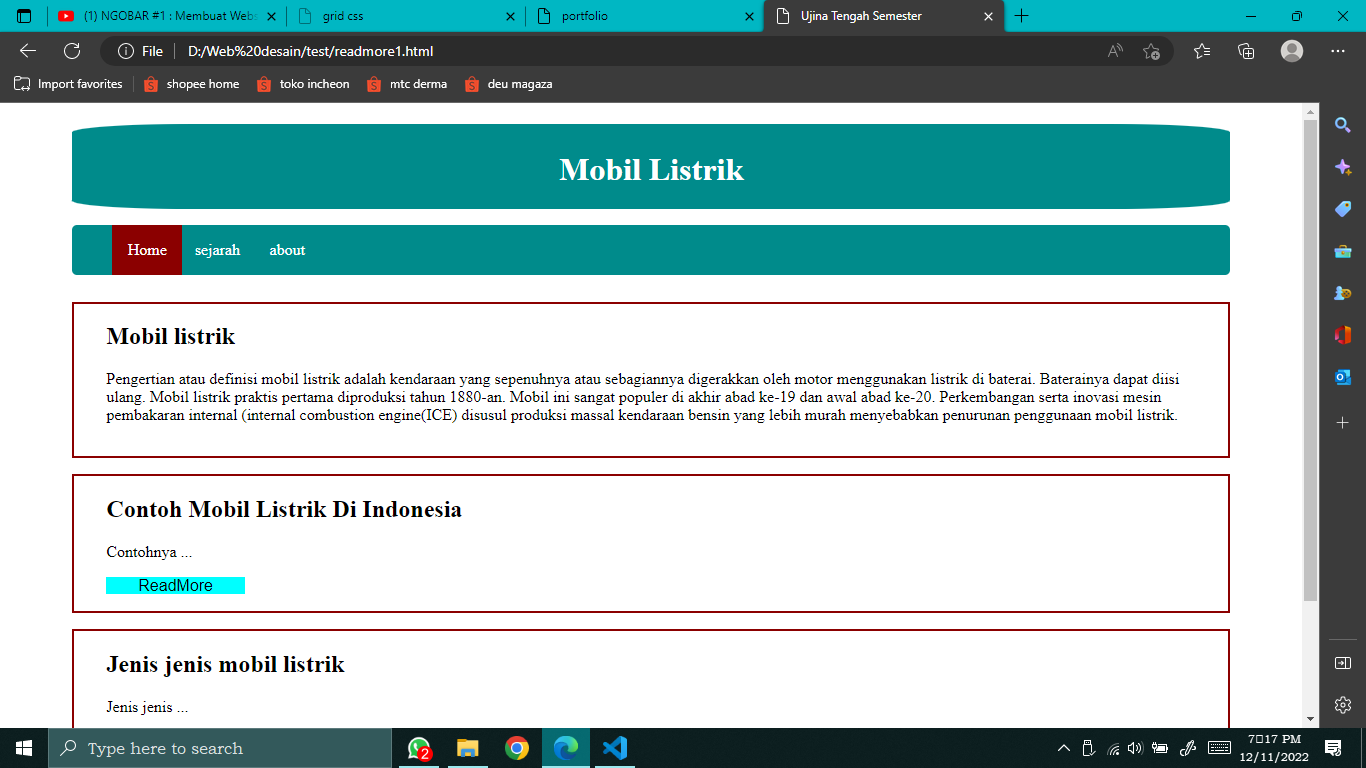 (1) NGOBAR #1 : Membuat Webs
grid css
portfolio
Ujina Tengah Semester
File
D:/Web%20desain/test/readmore1.html
Import favorites
shopee home
toko incheon
mtc derma
deu magaza
Mobil Listrik
Home
sejarah
about
Mobil listrik
Pengertian atau definisi mobil listrik adalah kendaraan yang sepenuhnya atau sebagiannya digerakkan oleh motor menggunakan listrik di baterai. Baterainya dapat diisi
ulang. Mobil listrik praktis pertama diproduksi tahun 1880-an. Mobil ini sangat populer di akhir abad ke-19 dan awal abad ke-20. Perkembangan serta inovasi mesin
pembakaran internal (internal combustion engine(ICE) disusul produksi massal kendaraan bensin yang lebih murah menyebabkan penurunan penggunaan mobil listrik.
Contoh Mobil Listrik Di Indonesia
Contohnya ...
ReadMore
Jenis jenis mobil listrik
Jenis jenis ...
Type here to search
2
7▯17 PM
12/11/2022